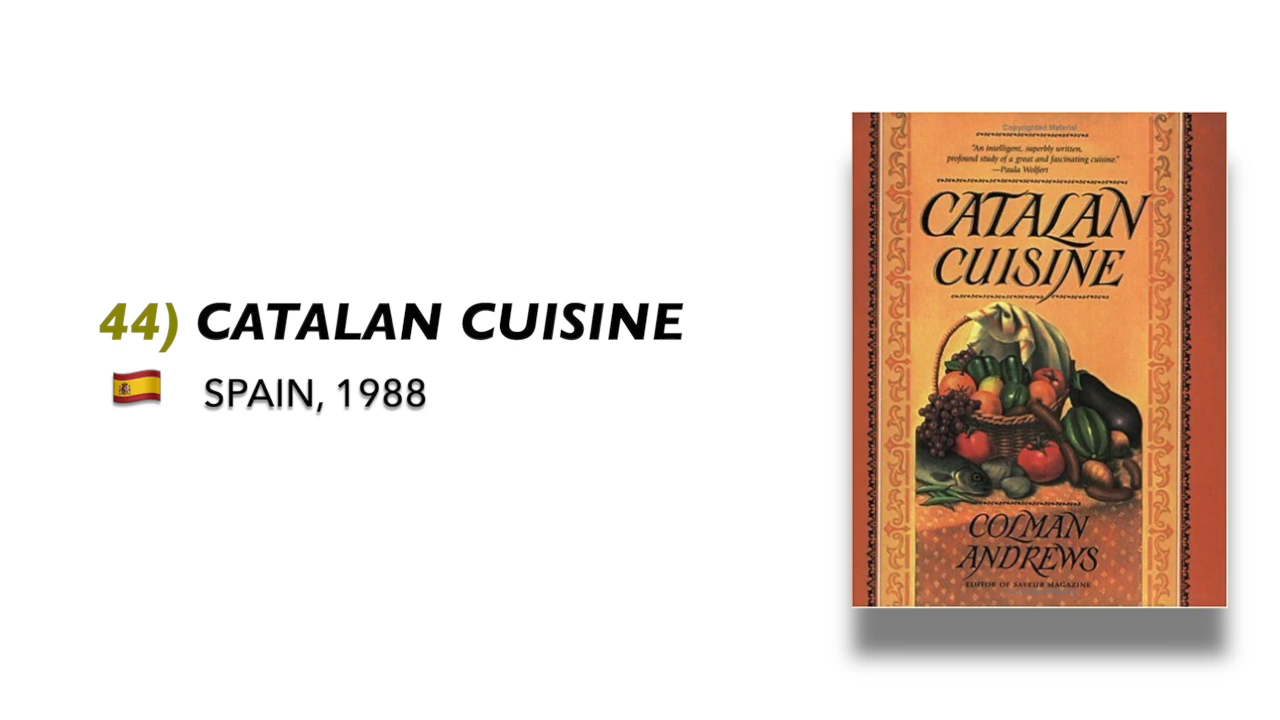 44) CATALAN CUISINE
SPAIN, 1988
Copyrighted Material
"An intelligent, superbly written,
profound study of a great and fascinating cuisine."
—Paula Wolfert
CATALAN
CUISINE
COLMAN
ANDREWS
EDITOR OF SAVEUR MAGAZINE